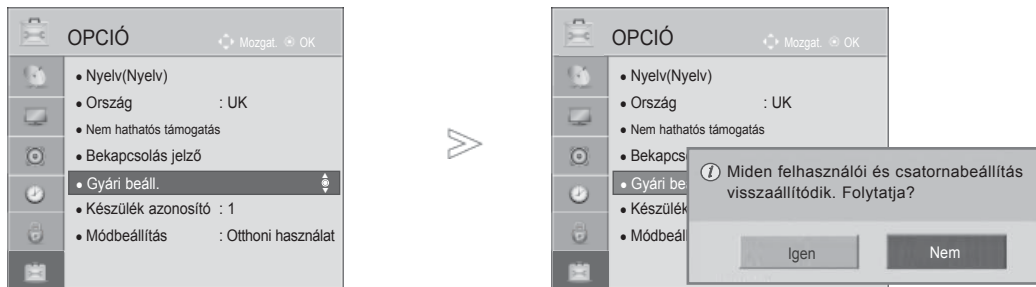 OPCIÓ Mozgat. OK
• Nyelv(Nyelv)
• Ország : UK
• Nem hathatós támogatás
• Bekapcsolás jelző
• Gyári beáll.
• Készülék azonosító : 1
• Módbeállítás : Otthoni használat
OPCIÓ Mozgat. OK
• Nyelv(Nyelv)
• Ország : UK
• Nem hathatós támogatás
• Bekapcs
• Gyári be
• Készülék
• Módbeáll
Miden felhasználói és csatornabeállítás
visszaállítódik. Folytatja?
Igen Nem